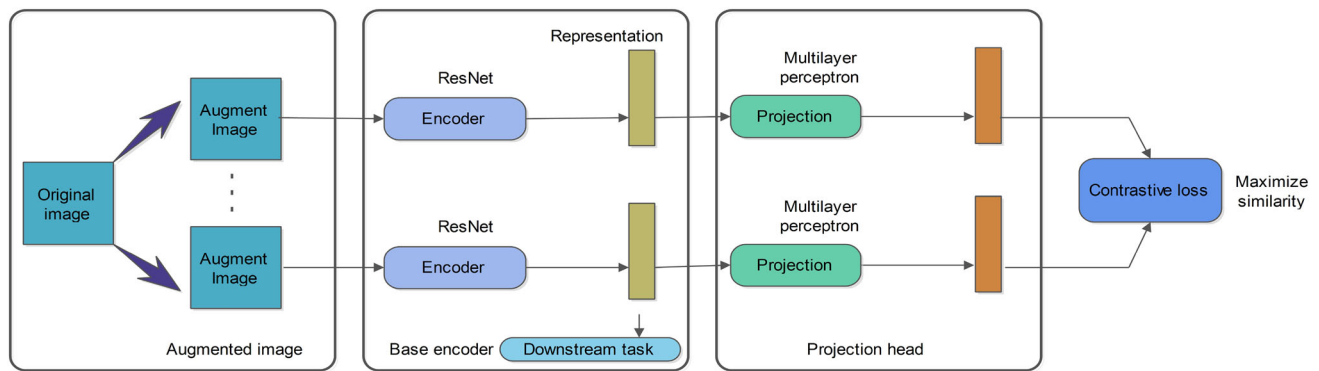 Original
image
Augment
Image
Augment
Image
Augmented image
ResNet
Encoder
Representation
ResNet
Encoder
Base encoder
Downstream task
Multilayer
perceptron
Projection
Multilayer
perceptron
Projection
Projection head
Contrastive loss
Maximize
similarity